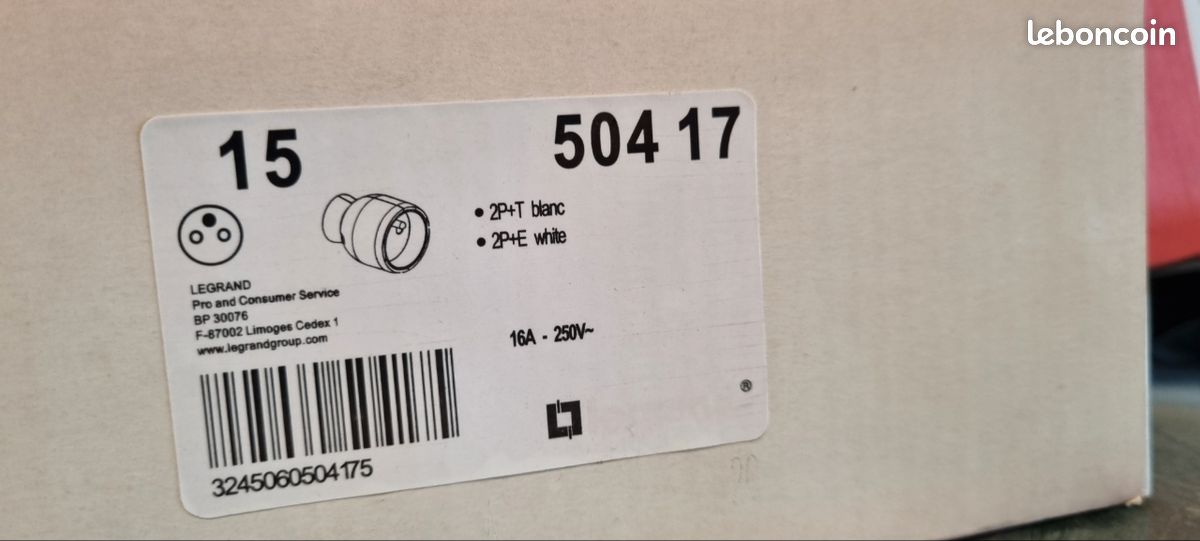 leboncoin
15
504 17
• 2P+T blanc
• 2P+E white
LEGRAND
Pro and Consumer Service
BP 30076
F-87002 Limoges Cedex 1
www.legrandgroup.com
16A - 250V~
®
3245060504175